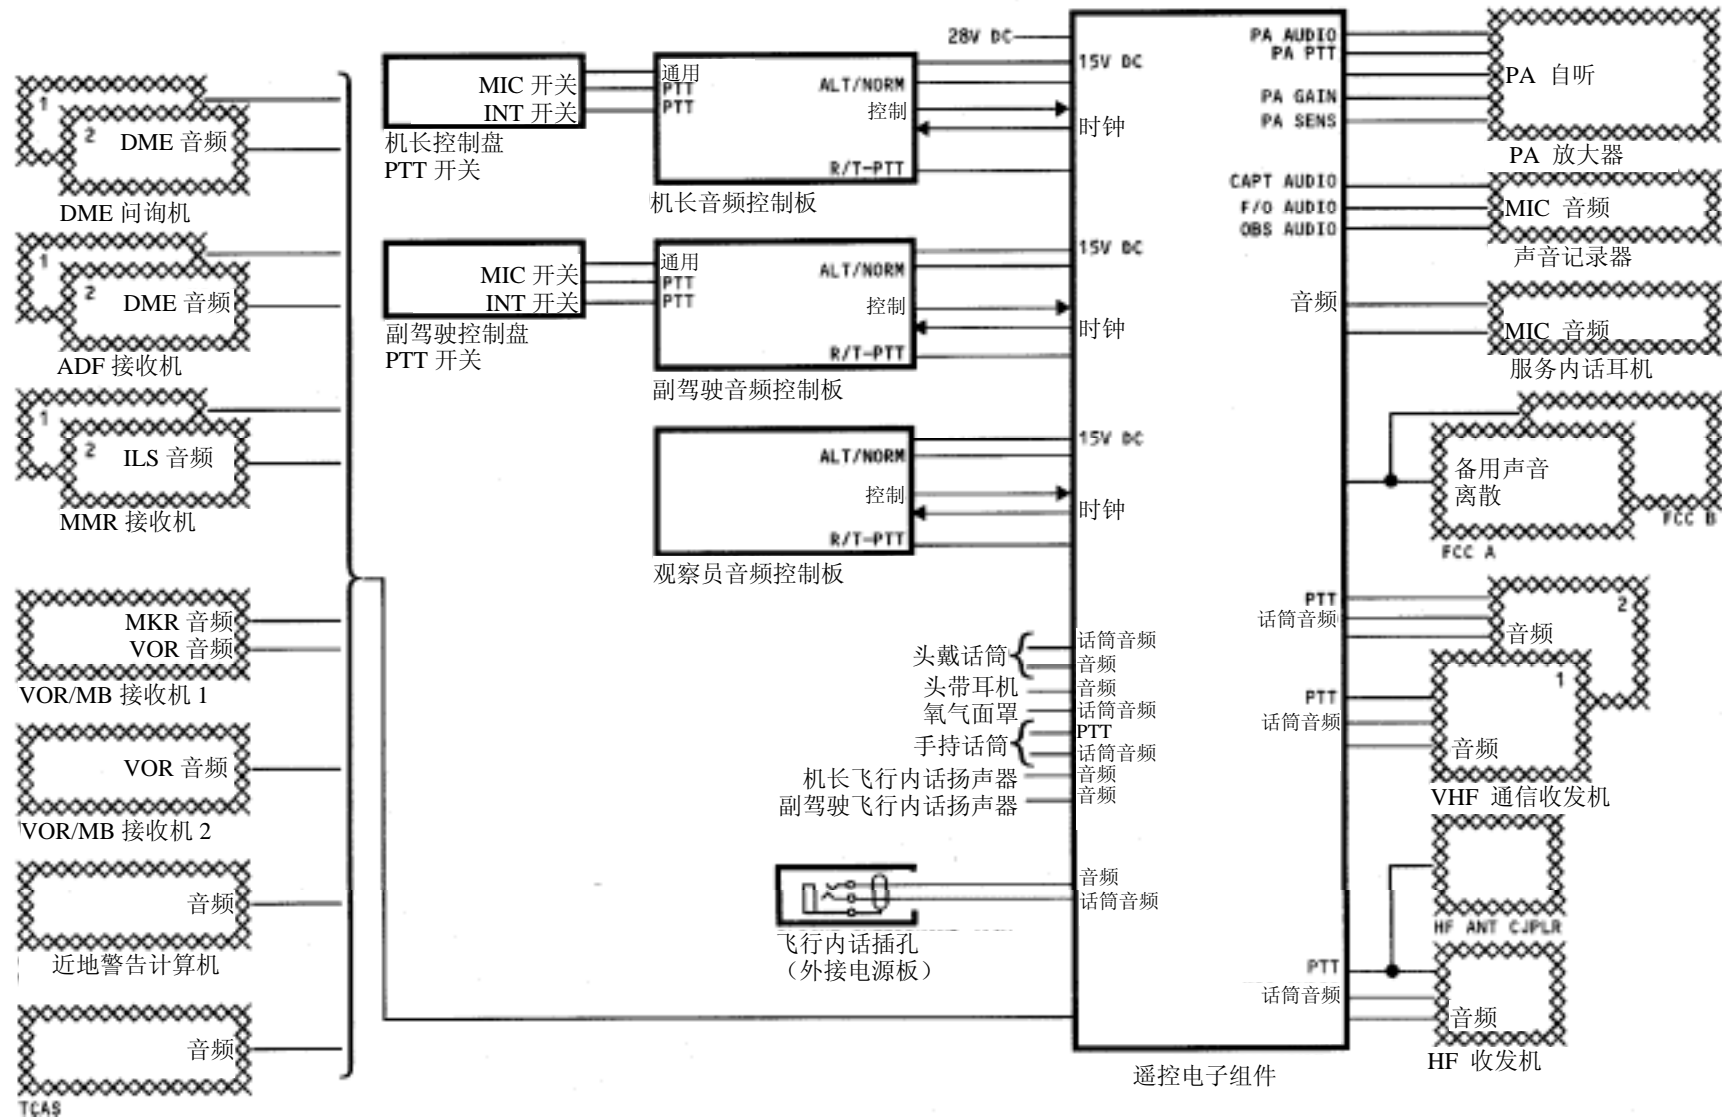 1
2
DME 音频
DME 问询机
1
2
DME 音频
ADF 接收机
1
2
ILS 音频
MMR 接收机
MKR 音频
VOR 音频
VOR/MB 接收机 1
VOR 音频
VOR/MB 接收机 2
音频
近地警告计算机
音频
TCAS
MIC 开关
INT 开关
机长控制盘
PTT 开关
通用
PTT
PTT
ALT/NORM
控制
R/T-PTT
机长音频控制板
MIC 开关
INT 开关
副驾驶控制盘
PTT 开关
通用
PTT
PTT
ALT/NORM
控制
R/T-PTT
副驾驶音频控制板
ALT/NORM
控制
R/T-PTT
观察员音频控制板
头戴话筒
头带耳机
氧气面罩
手持话筒
机长飞行内话扬声器
副驾驶飞行内话扬声器
飞行内话插孔
（外接电源板）
28V DC
15V DC
时钟
15V DC
时钟
15V DC
时钟
话筒音频
音频
音频
话筒音频
PTT
话筒音频
音频
音频
音频
话筒音频
遥控电子组件
PA AUDIO
PA PTT
PA GAIN
PA SENS
CAPT AUDIO
F/O AUDIO
OBS AUDIO
音频
PTT
话筒音频
PTT
话筒音频
PTT
话筒音频
PA 自听
PA 放大器
MIC 音频
声音记录器
MIC 音频
服务内话耳机
备用声音
离散
FCC B
FCC A
2
音频
1
音频
VHF 通信收发机
HF ANT CJPLR
音频
HF 收发机